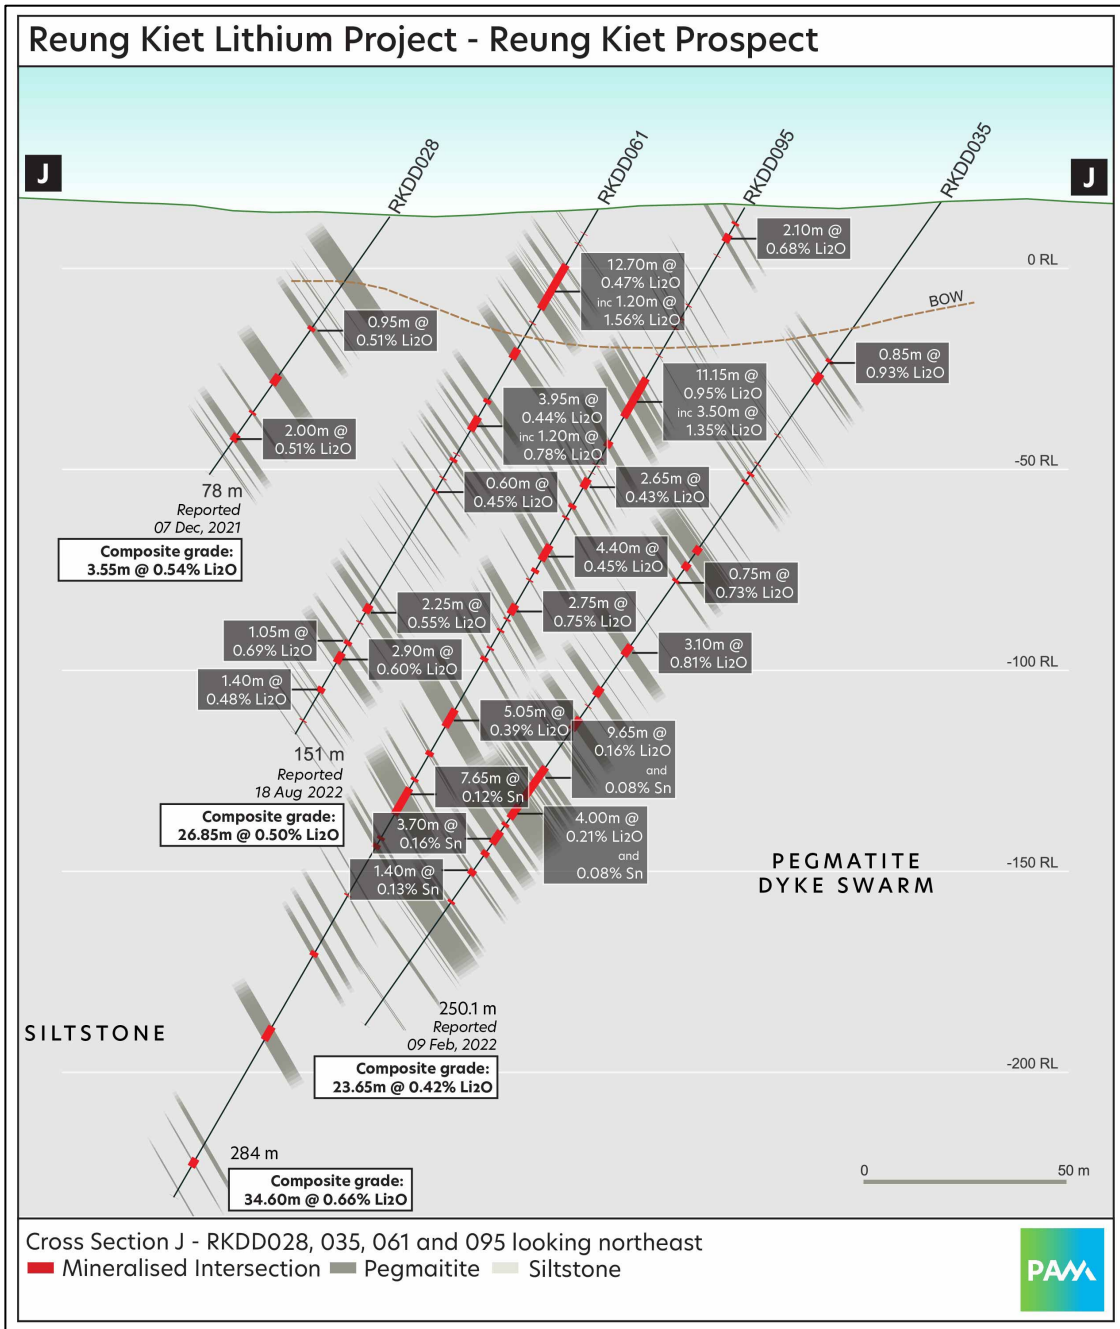 Reung Kiet Lithium Project - Reung Kiet Prospect
J
RKDD028
RKDD061
RKDD095
RKDD035
J
2.10m @
0.68% Li2O
0 RL
12.70m @
0.47% Li2O
inc 1.20m @
1.56% Li2O
BOW
0.95m @
0.51% Li2O
0.85m @
0.93% Li2O
11.15m @
0.95% Li2O
inc 3.50m @
1.35% Li2O
3.95m @
0.44% Li2O
inc 1.20m @
0.78% Li2O
2.00m @
0.51% Li2O
-50 RL
2.65m @
0.43% Li2O
0.60m @
0.45% Li2O
78 m
Reported
07 Dec, 2021
Composite grade:
3.55m @ 0.54% Li2O
4.40m @
0.45% Li2O
0.75m @
0.73% Li2O
2.25m @
0.55% Li2O
2.75m @
0.75% Li2O
1.05m @
0.69% Li2O
2.90m @
0.60% Li2O
3.10m @
0.81% Li2O
-100 RL
1.40m @
0.48% Li2O
5.05m @
0.39% Li2O
9.65m @
0.16% Li2O
and
0.08% Sn
151 m
Reported
18 Aug 2022
Composite grade:
26.85m @ 0.50% Li2O
7.65m @
0.12% Sn
3.70m @
0.16% Sn
4.00m @
0.21% Li2O
and
0.08% Sn
1.40m @
0.13% Sn
-150 RL
PEGMATITE
DYKE SWARM
250.1 m
Reported
09 Feb, 2022
Composite grade:
23.65m @ 0.42% Li2O
SILTSTONE
-200 RL
284 m
Composite grade:
34.60m @ 0.66% Li2O
0 50 m
Cross Section J - RKDD028, 035, 061 and 095 looking northeast
Mineralised Intersection Pegmaitite Siltstone
PAM